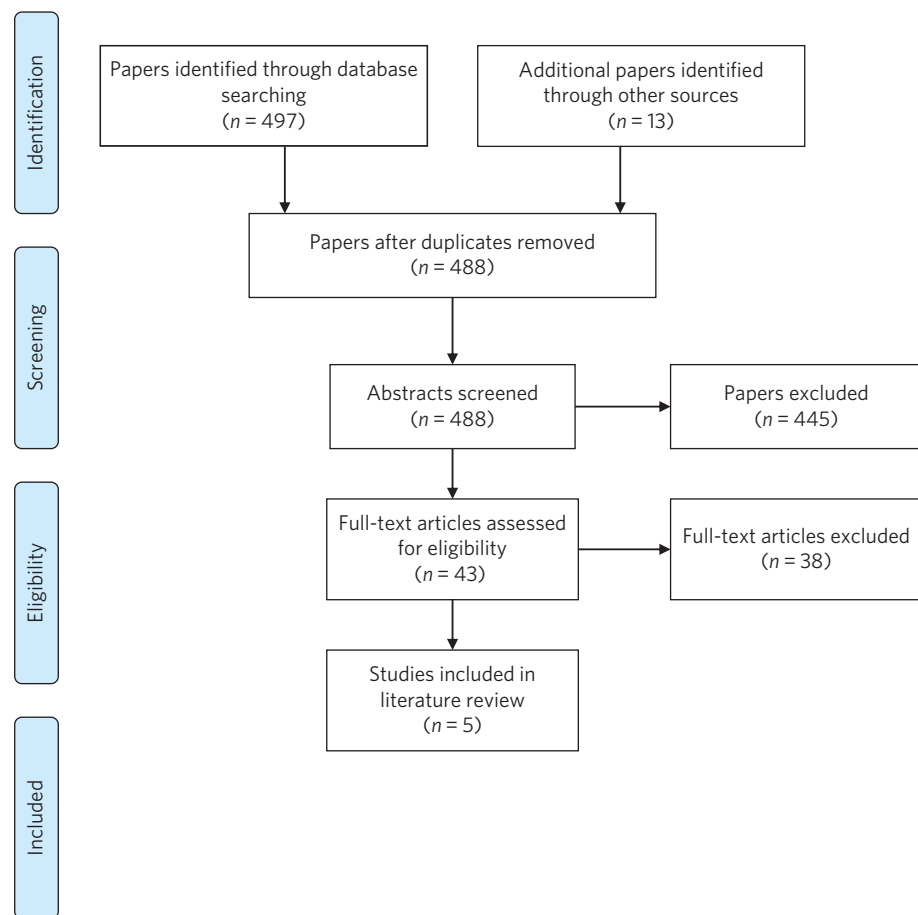 Identification
Papers identified through database
searching
(n = 497)
Additional papers identified
through other sources
(n = 13)
Papers after duplicates removed
(n = 488)
Screening
Abstracts screened
(n = 488)
Papers excluded
(n = 445)
Eligibility
Full-text articles assessed
for eligibility
(n = 43)
Full-text articles excluded
(n = 38)
Studies included in
literature review
(n = 5)
Included